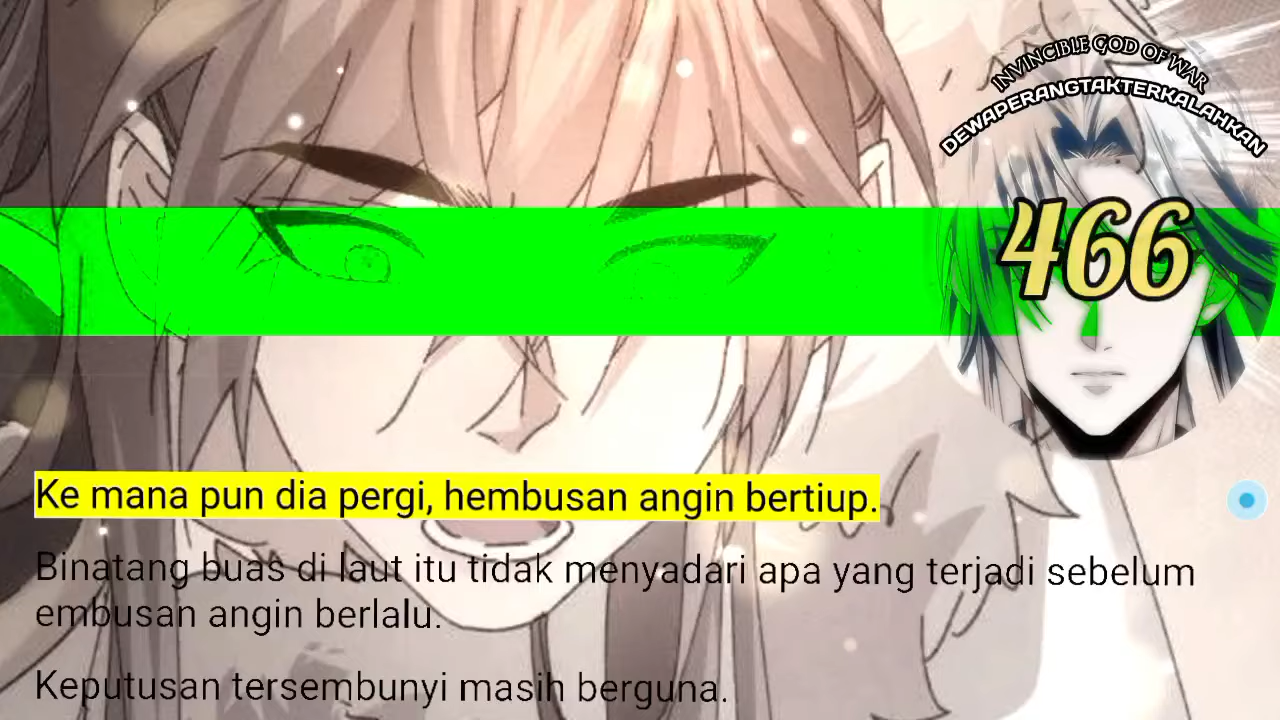 INVINCIBLE GOD OF WAR
DEWAPERANGTAKTERKALAHKAN
466
Ke mana pun dia pergi, hembusan angin bertiup.
Binatang buas di laut itu tidak menyadari apa yang terjadi sebelum
embusan angin berlalu.
Keputusan tersembunyi masih berguna.